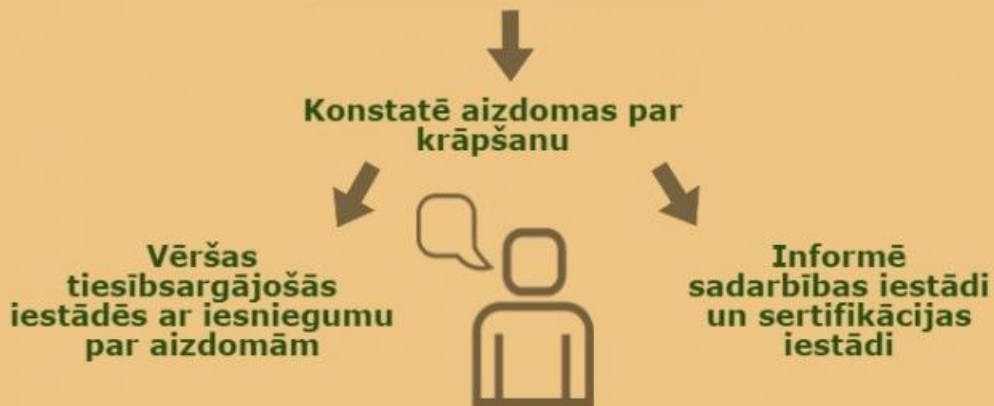 Konstatē aizdomas par
krāpšanu
Vēršas
tiesībsargājošās
iestādēs ar iesniegumu
par aizdomām
Informē
sadarbības iestādi
un sertifikācijas
iestādi